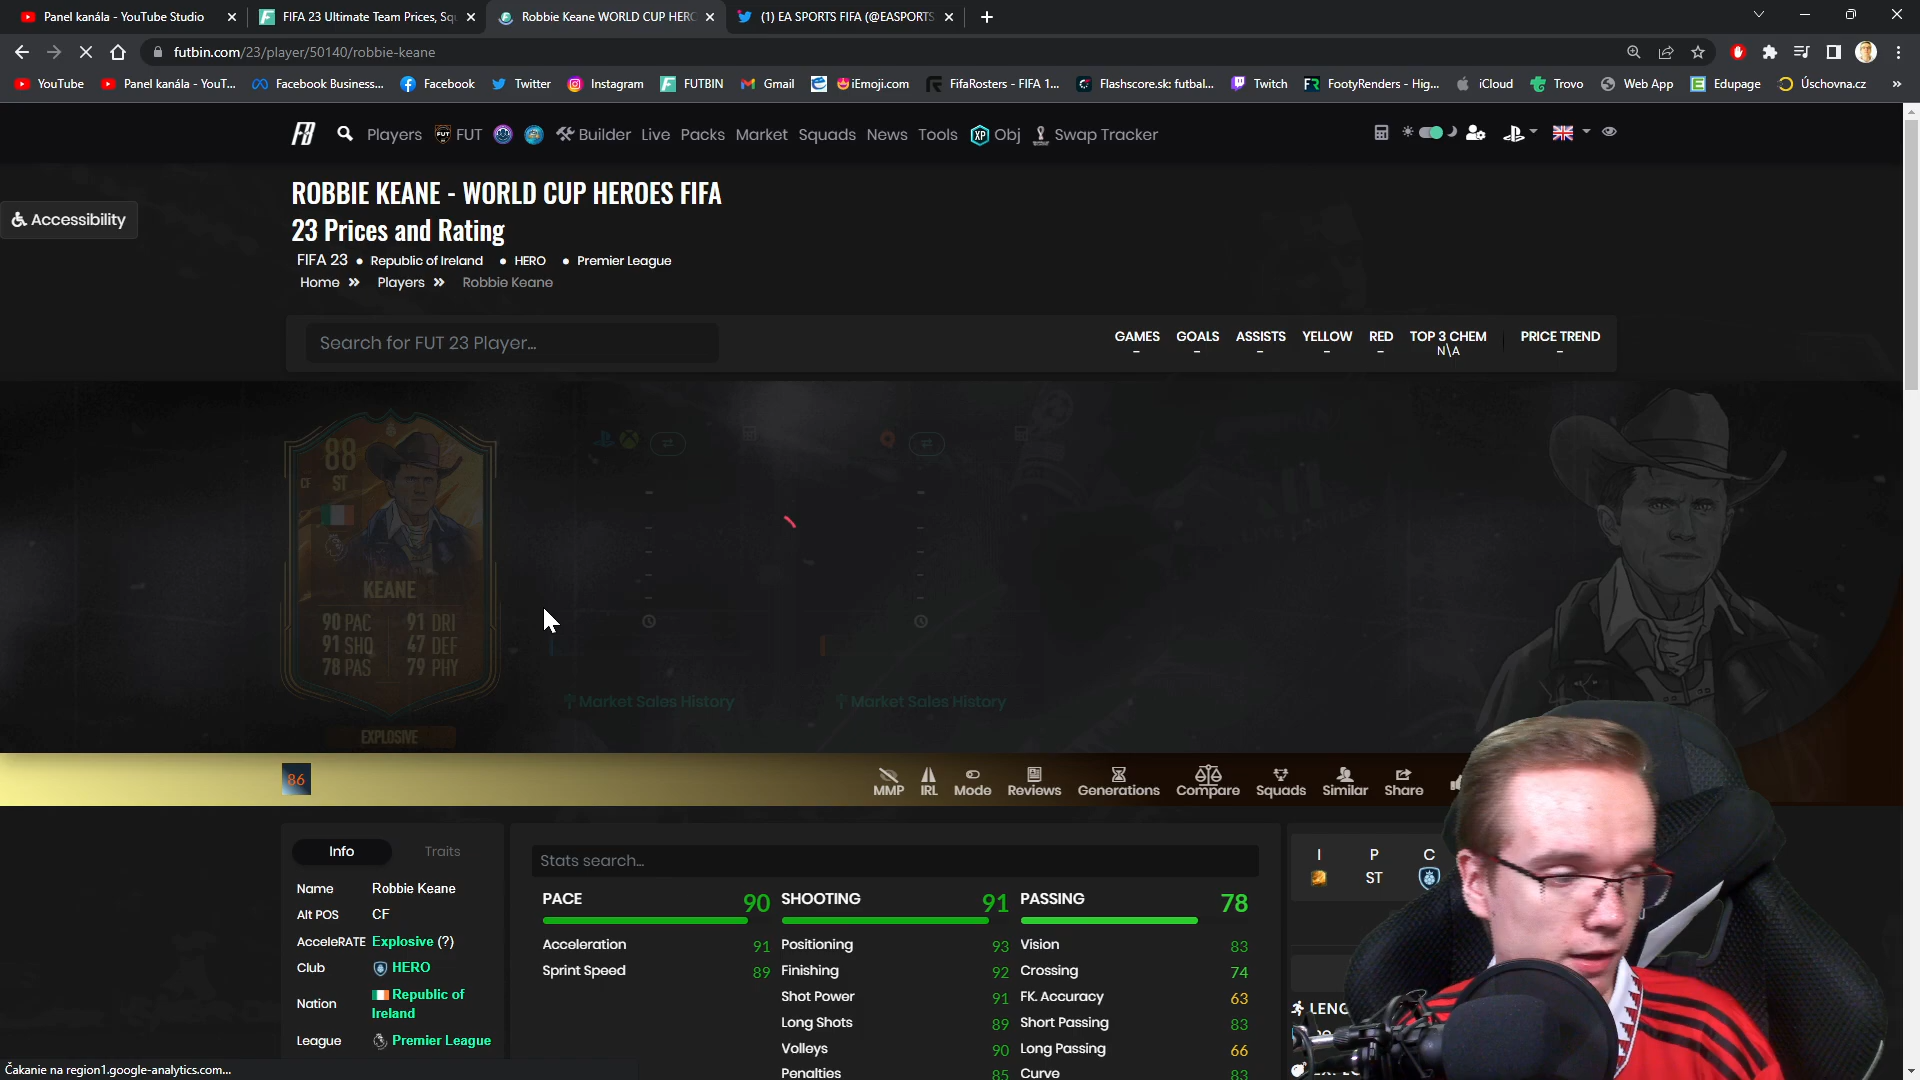 Panel kanála - YouTube Studio
FIFA 23 Ultimate Team Prices, Sq
Robbie Keane WORLD CUP HERO
(1) EA SPORTS FIFA (@EASPORTS
futbin.com/23/player/50140/robbie-keane
YouTube
Panel kanála - YouT...
Facebook Business...
Facebook
Twitter
Instagram
FUTBIN
Gmail
iEmoji.com
FifaRosters - FIFA 1...
Flashscore.sk: futbal...
Twitch
FootyRenders - Hig...
iCloud
Trovo
Web App
Edupage
Úschovna.cz
Players FUT Builder Live Packs Market Squads News Tools XP Obj Swap Tracker
Accessibility
ROBBIE KEANE - WORLD CUP HEROES FIFA
23 Prices and Rating
FIFA 23 • Republic of Ireland • HERO • Premier League
Home » Players » Robbie Keane
Search for FUT 23 Player...
GAMES GOALS ASSISTS YELLOW RED TOP 3 CHEM PRICE TREND
- - - - - N\A -
88
CF ST
KEANE
90 PAC 91 DRI
91 SHO 47 DEF
78 PAS 79 PHY
EXPLOSIVE
Market Sales History
Market Sales History
86
MMP IRL Mode Reviews Generations Compare Squads Similar Share
Info Traits
Name Robbie Keane
Alt POS CF
AcceleRATE Explosive (?)
Club HERO
Nation Republic of
Ireland
League Premier League
Stats search...
PACE 90
Acceleration 91
Sprint Speed 89
SHOOTING 91
Positioning 93
Finishing 92
Shot Power 91
Long Shots 89
Volleys 90
Penalties 85
PASSING 78
Vision 83
Crossing 74
FK. Accuracy 63
Short Passing 83
Long Passing 66
Curve 83
I P C
ST
LENG
Čakanie na region1.google-analytics.com...